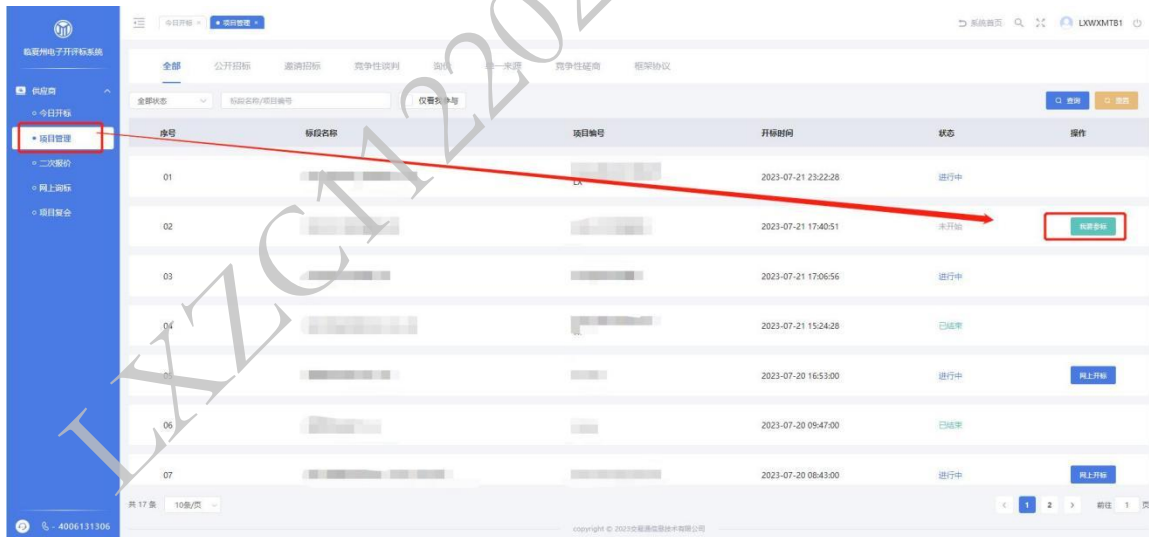 今日开标 × • 项目管理 × 系统首页 LXWXMTB1
临夏州电子开评标系统
全部 公开招标 邀请招标 竞争性谈判 询价 单一来源 竞争性磋商 框架协议
供应商
全部状态 标段名称/项目编号 仅看我参与 查询 重置
今日开标
项目管理
序号 标段名称 项目编号 开标时间 状态 操作
二次报价
01 2023-07-21 23:22:28 进行中
网上询标
项目复会
02 2023-07-21 17:40:51 未开始 我要参标
03 2023-07-21 17:06:56 进行中
04 2023-07-21 15:24:28 已结束
05 2023-07-20 16:53:00 进行中 网上开标
06 2023-07-20 09:47:00 已结束
07 2023-07-20 08:43:00 进行中 网上开标
共 17 条 10条/页 1 2 前往 1 页
4006131306
LXZC11202